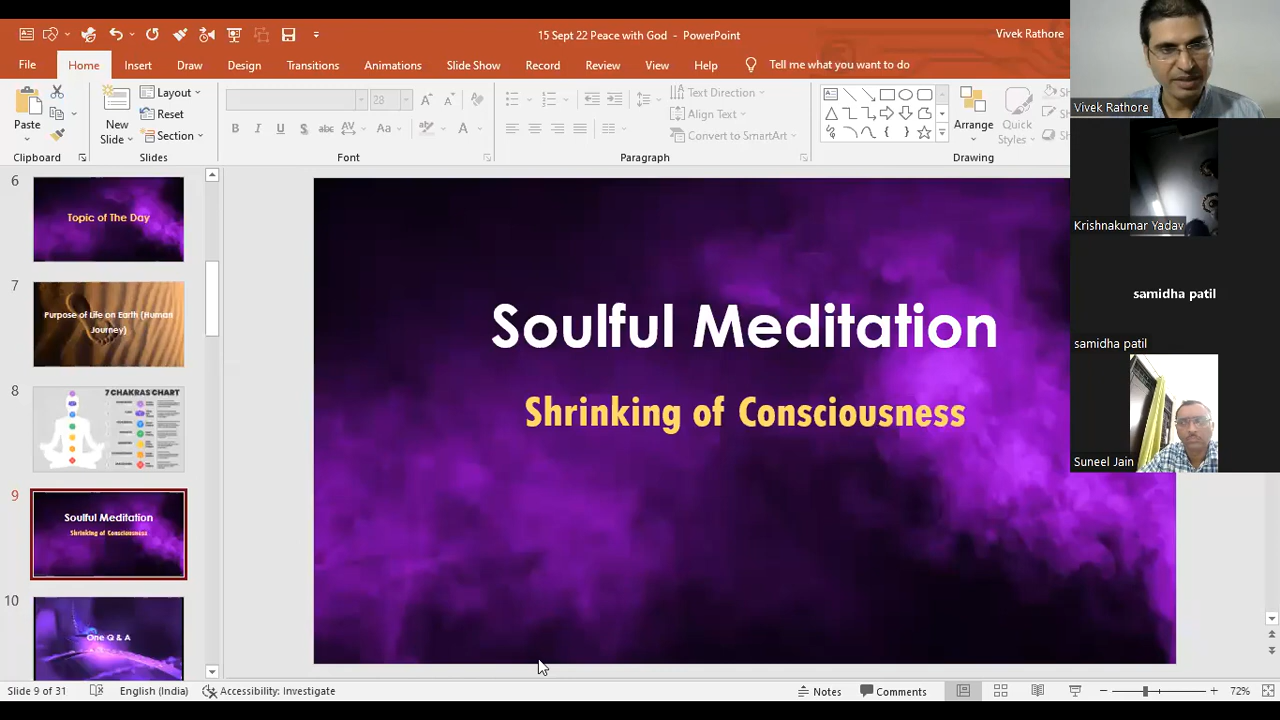 15 Sept 22 Peace with God - PowerPoint
Vivek Rathore
File Home Insert Draw Design Transitions Animations Slide Show Record Review View Help Tell me what you want to do
Paste
New
Slide
Layout
Reset
Section
28
B I U S abc AV Aa A
Text Direction
Align Text
Convert to SmartArt
Arrange
Quick
Styles
Clipboard Slides Font Paragraph Drawing
6
Topic of The Day
7
Purpose of Life on Earth (Human
Journey)
8
7 CHAKRAS CHART
9
Soulful Meditation
Shrinking of Consciousness
10
One Q & A
Soulful Meditation
Shrinking of Consciousness
Vivek Rathore
Krishnakumar Yadav
samidha patil
samidha patil
Suneel Jain
Slide 9 of 31 English (India) Accessibility: Investigate Notes Comments 72%